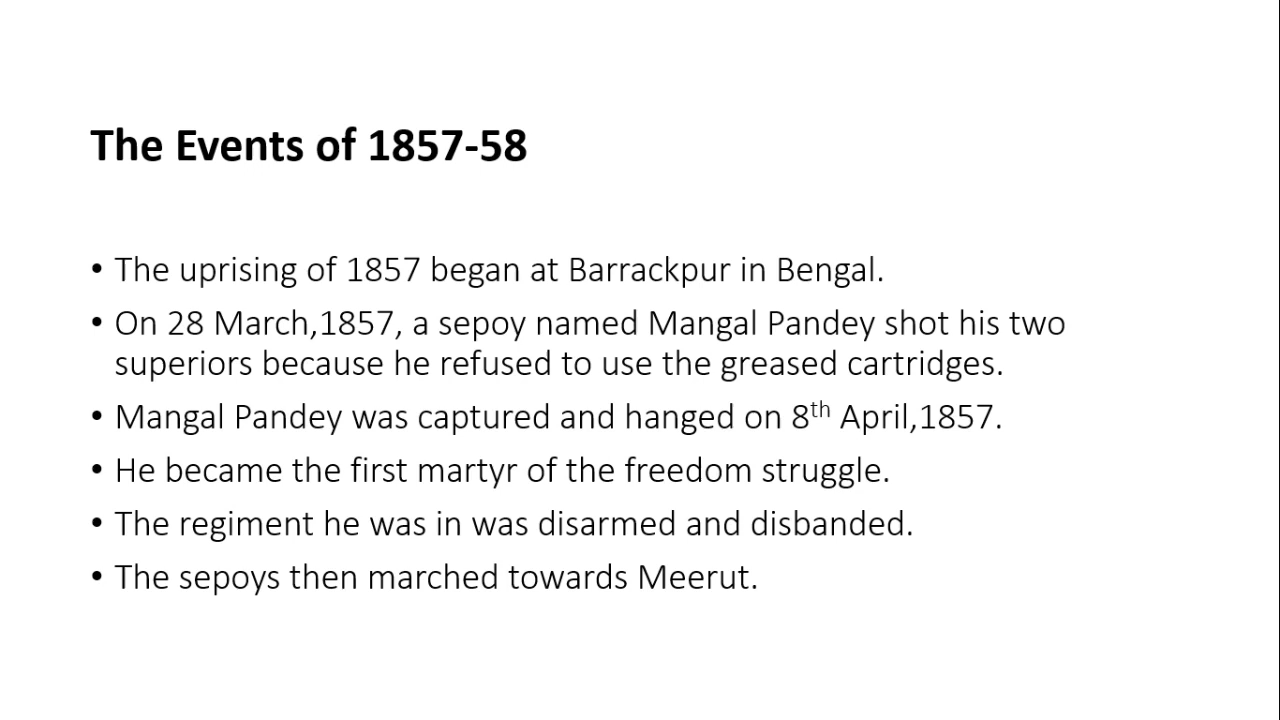 The Events of 1857-58
• The uprising of 1857 began at Barrackpur in Bengal.
• On 28 March,1857, a sepoy named Mangal Pandey shot his two
superiors because he refused to use the greased cartridges.
• Mangal Pandey was captured and hanged on 8th April,1857.
• He became the first martyr of the freedom struggle.
• The regiment he was in was disarmed and disbanded.
• The sepoys then marched towards Meerut.